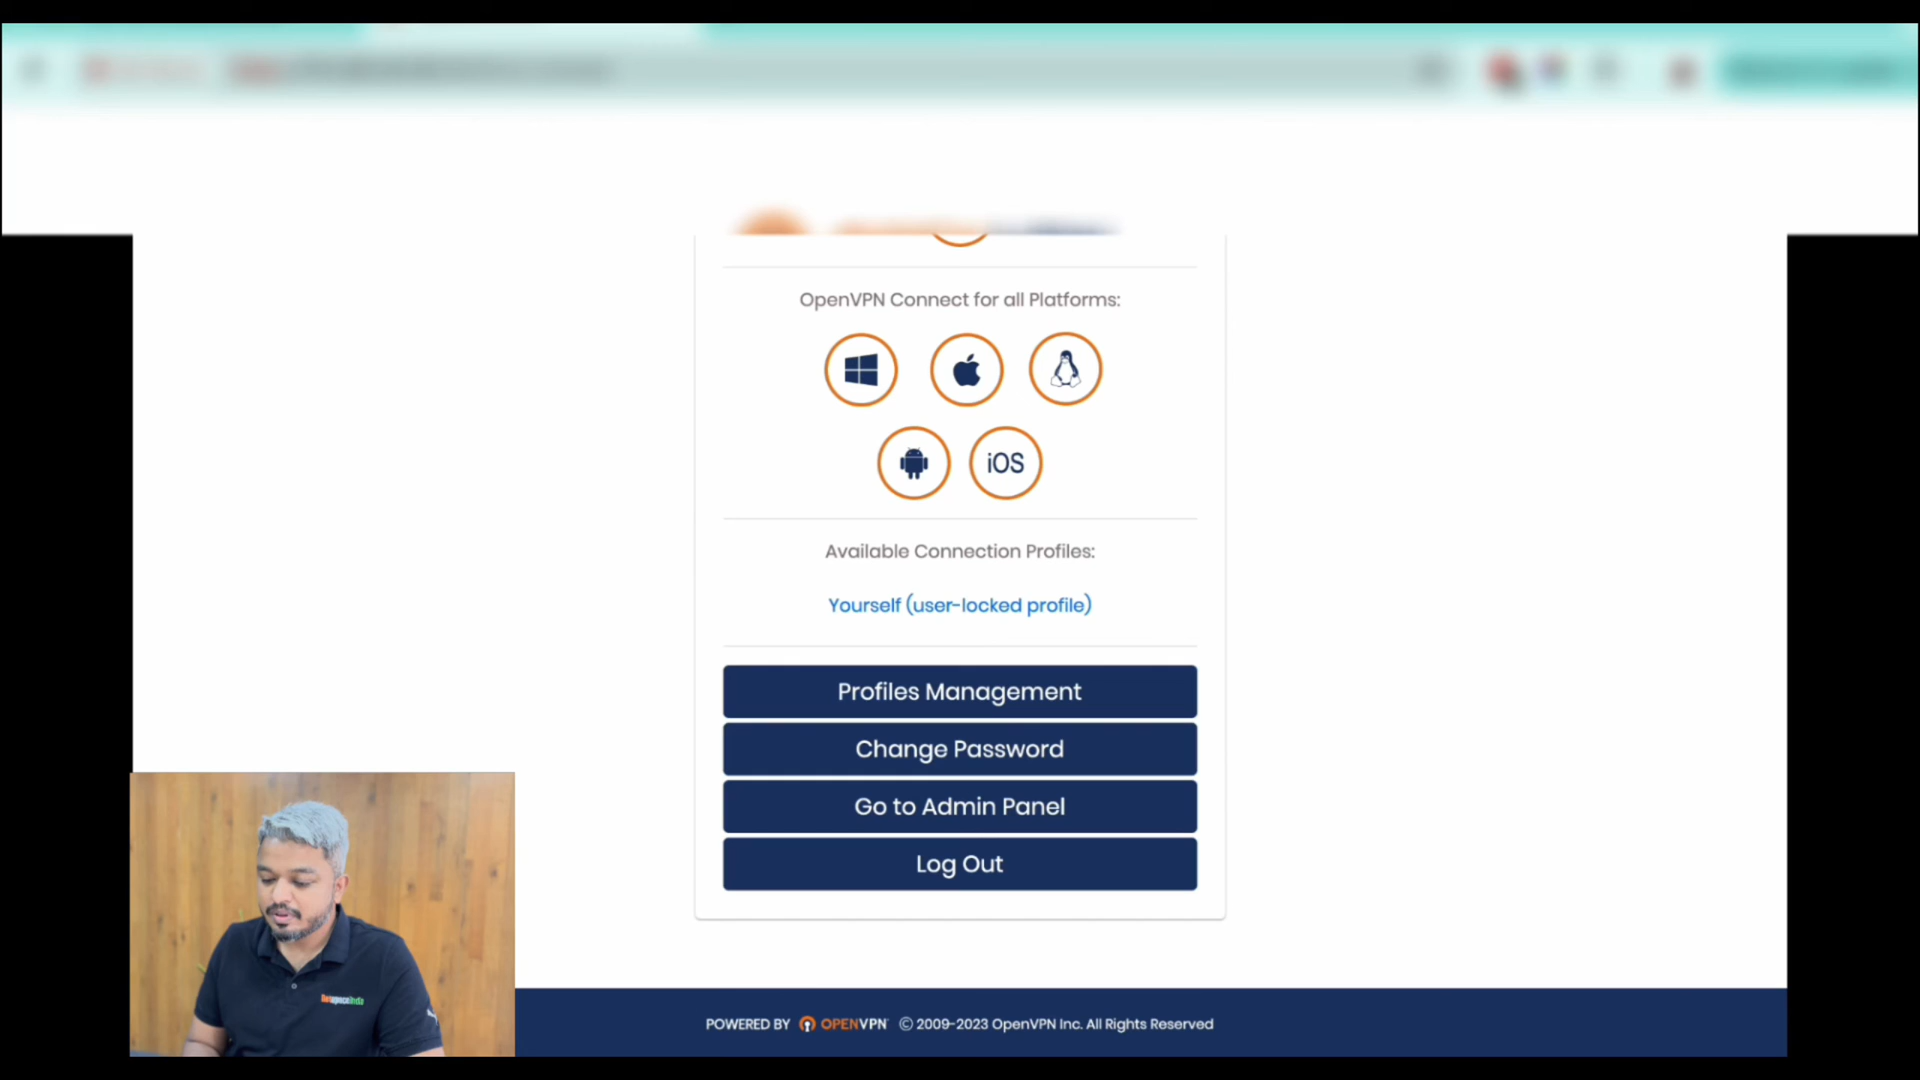 OpenVPN Connect for all Platforms:
iOS
Available Connection Profiles:
Yourself (user-locked profile)
Profiles Management
Change Password
Go to Admin Panel
Log Out
POWERED BY OPENVPN © 2009-2023 OpenVPN Inc. All Rights Reserved